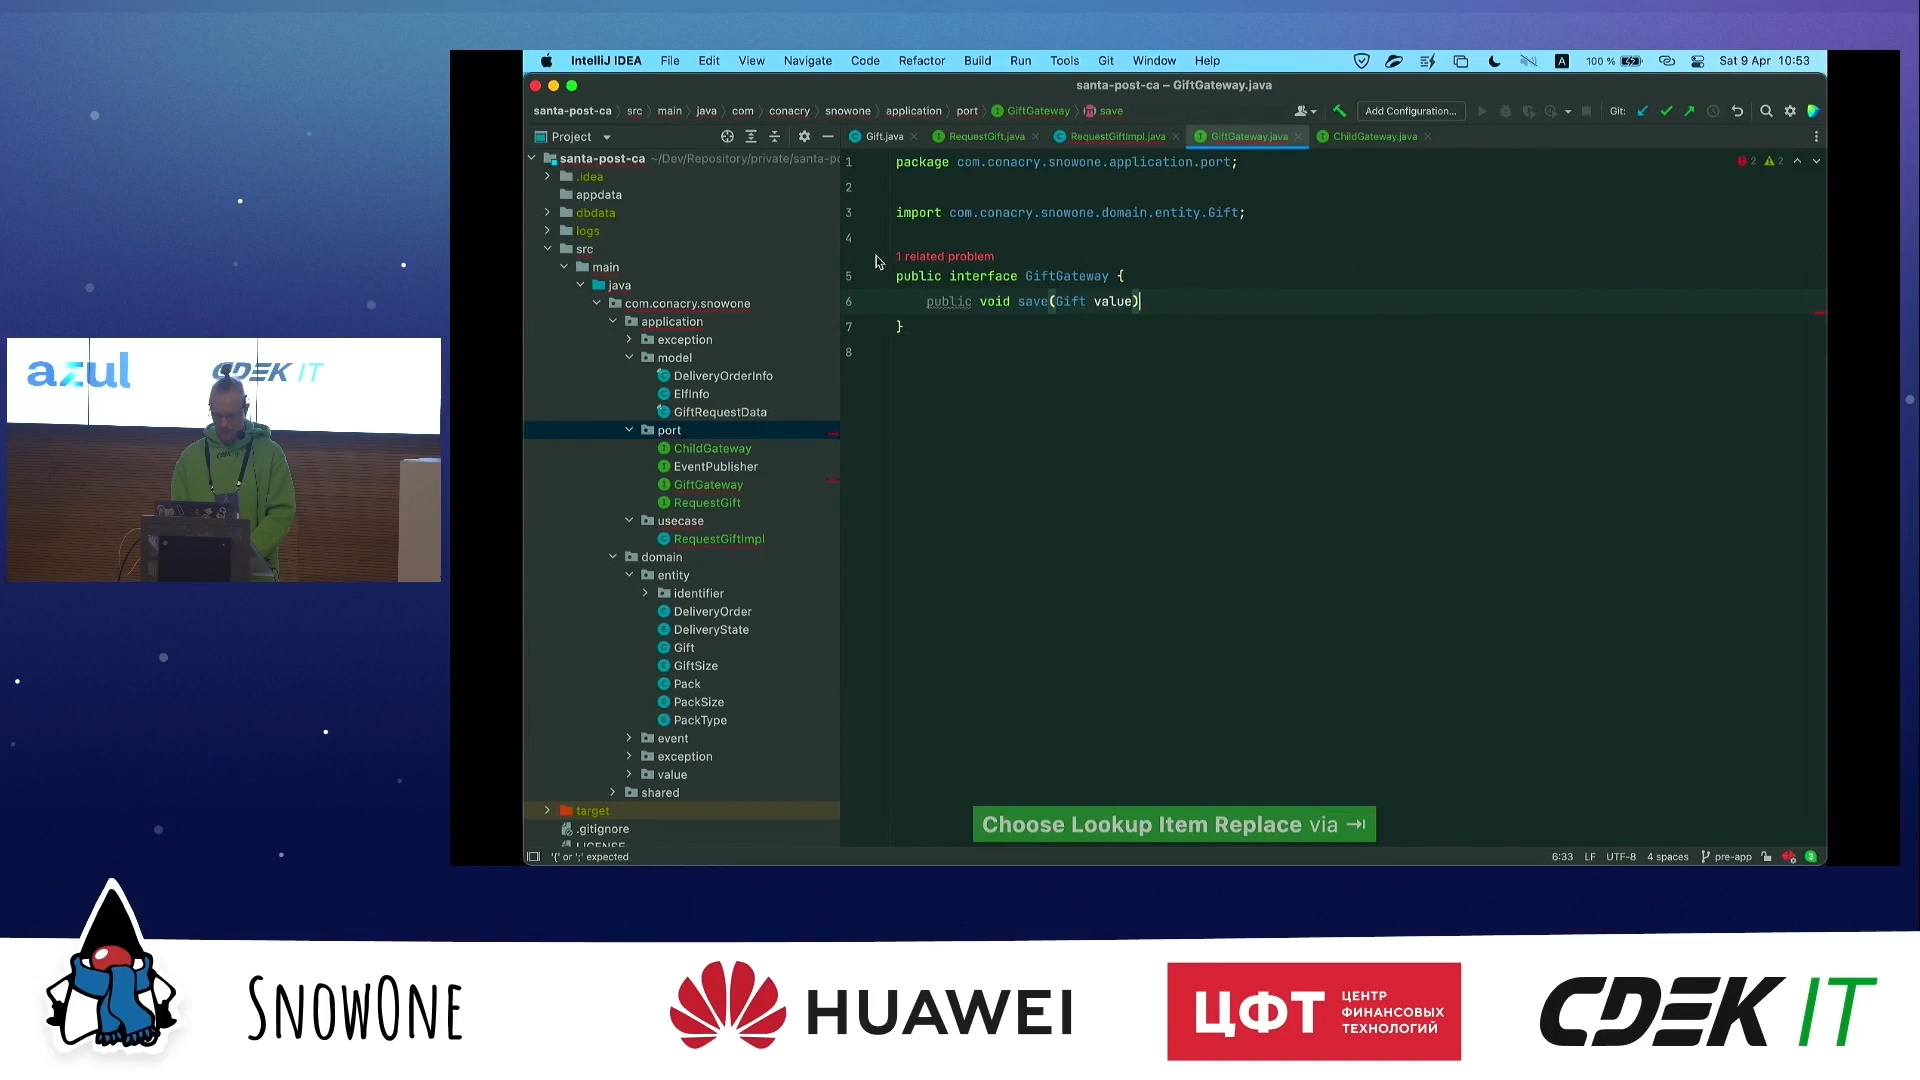 IntelliJ IDEA File Edit View Navigate Code Refactor Build Run Tools Git Window Help
A 100 % Sat 9 Apr 10:53
santa-post-ca – GiftGateway.java
santa-post-ca src main java com conacry snowone application port GiftGateway save
Add Configuration... Git:
Project
Gift.java RequestGift.java RequestGiftImpl.java GiftGateway.java ChildGateway.java
santa-post-ca ~/Dev/Repository/private/santa-po
.idea
appdata
dbdata
logs
src
main
java
com.conacry.snowone
application
exception
model
DeliveryOrderInfo
ElfInfo
GiftRequestData
port
ChildGateway
EventPublisher
GiftGateway
RequestGift
usecase
RequestGiftImpl
domain
entity
identifier
DeliveryOrder
DeliveryState
Gift
GiftSize
Pack
PackSize
PackType
event
exception
value
shared
target
.gitignore
LICENSE
1 package com.conacry.snowone.application.port;
2 2
2
3 import com.conacry.snowone.domain.entity.Gift;
4
1 related problem
5 public interface GiftGateway {
6 public void save(Gift value)
7 }
8
Choose Lookup Item Replace via ⇥
'{' or ';' expected
6:33 LF UTF-8 4 spaces pre-app 3
azul
CDEK IT
SNOWONE
HUAWEI
ЦФТ
ЦЕНТР
ФИНАНСОВЫХ
ТЕХНОЛОГИЙ
CDEK IT